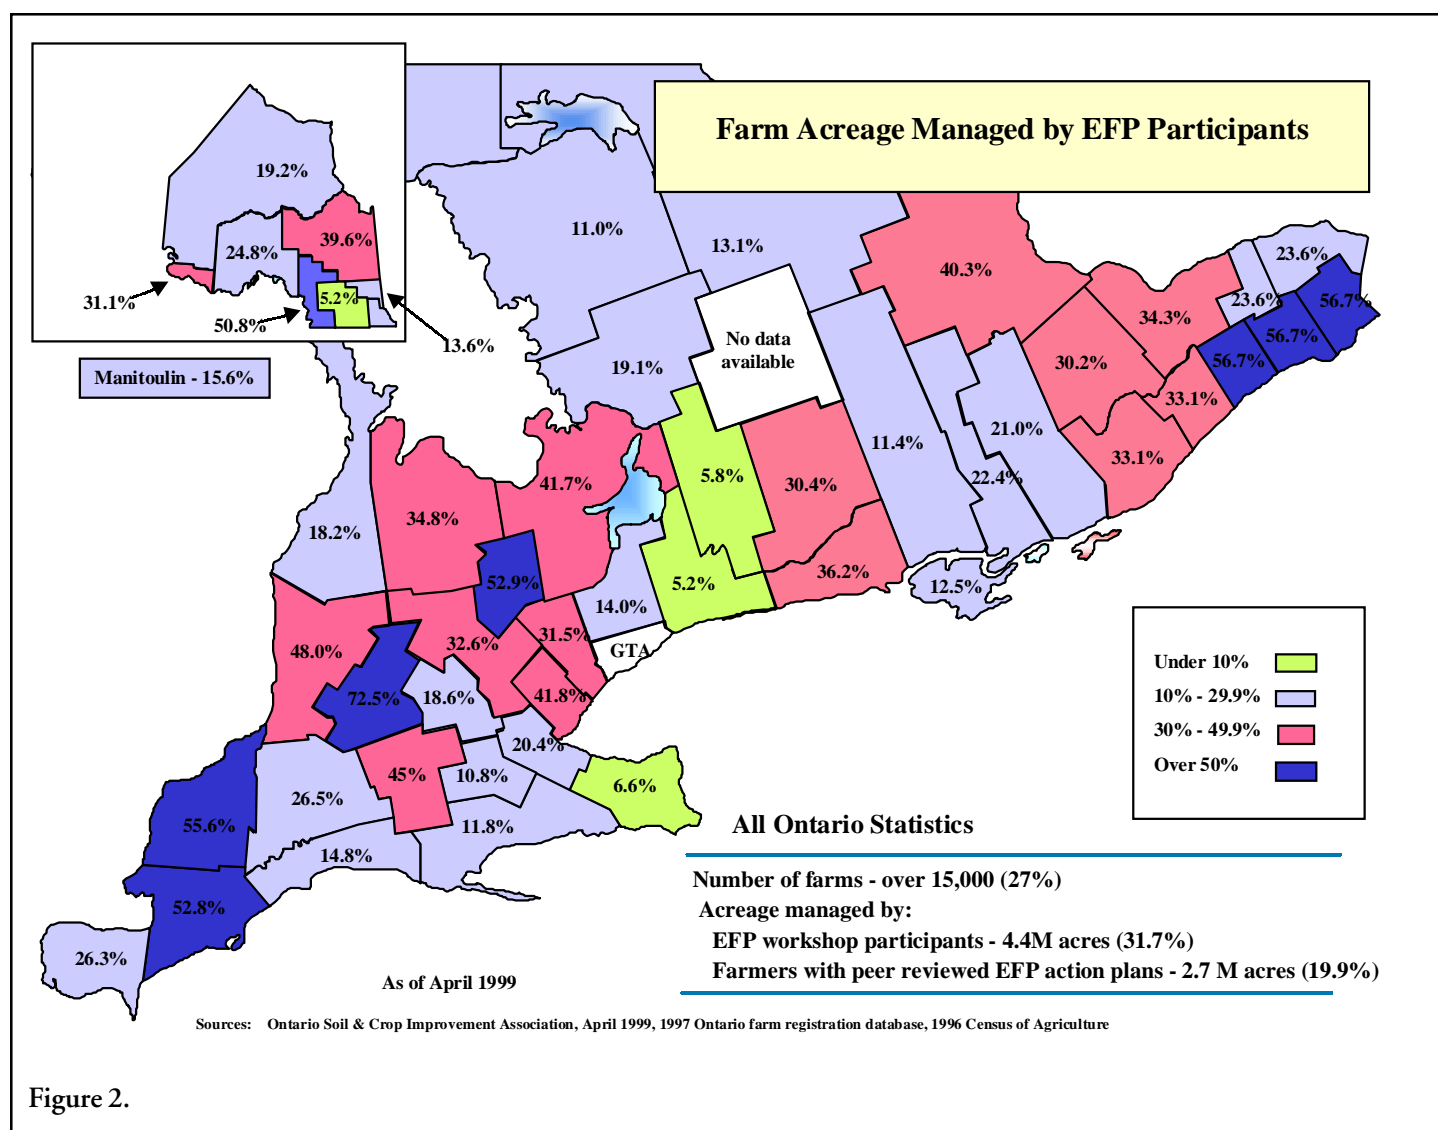 Farm Acreage Managed by EFP Participants
19.2%
39.6%
24.8%
31.1%
5.2%
50.8%
13.6%
Manitoulin - 15.6%
11.0%
13.1%
40.3%
23.6%
23.6%
56.7%
34.3%
56.7%
56.7%
30.2%
33.1%
33.1%
No data
available
19.1%
21.0%
11.4%
22.4%
5.8%
30.4%
41.7%
34.8%
18.2%
52.9%
5.2%
36.2%
12.5%
14.0%
31.5%
GTA
32.6%
48.0%
72.5%
18.6%
41.8%
20.4%
45%
10.8%
6.6%
26.5%
11.8%
55.6%
14.8%
52.8%
26.3%
Under 10%
10% - 29.9%
30% - 49.9%
Over 50%
All Ontario Statistics
Number of farms - over 15,000 (27%)
Acreage managed by:
EFP workshop participants - 4.4M acres (31.7%)
Farmers with peer reviewed EFP action plans - 2.7 M acres (19.9%)
As of April 1999
Sources: Ontario Soil & Crop Improvement Association, April 1999, 1997 Ontario farm registration database, 1996 Census of Agriculture
Figure 2.